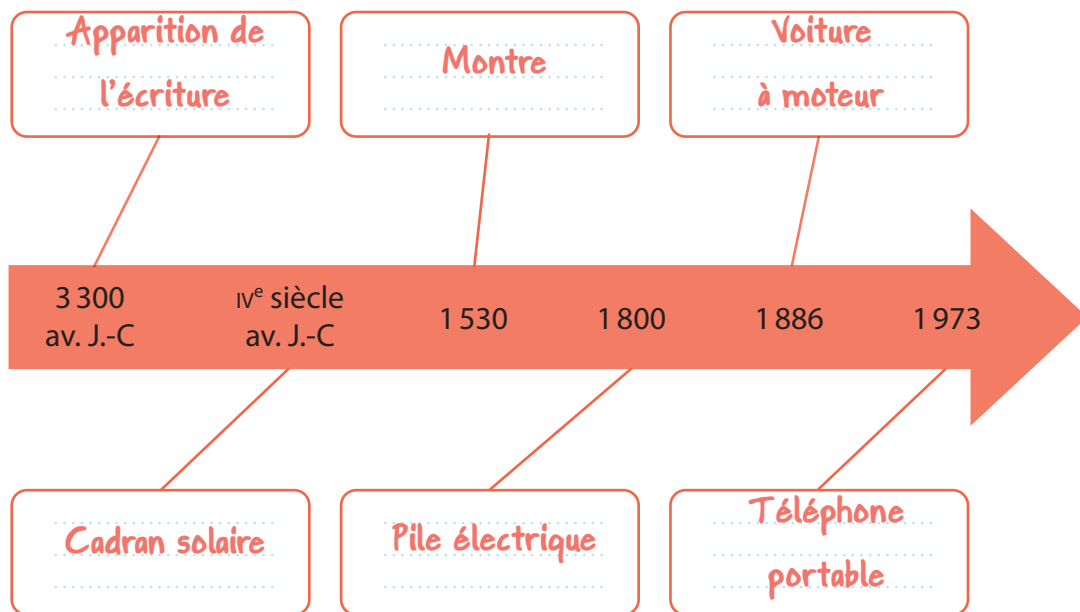 Apparition de
l'écriture
Montre
Voiture
à moteur
3 300
av. J.-C
IVe siècle
av. J.-C
1 530
1 800
1 886
1 973
Cadran solaire
Pile électrique
Téléphone
portable